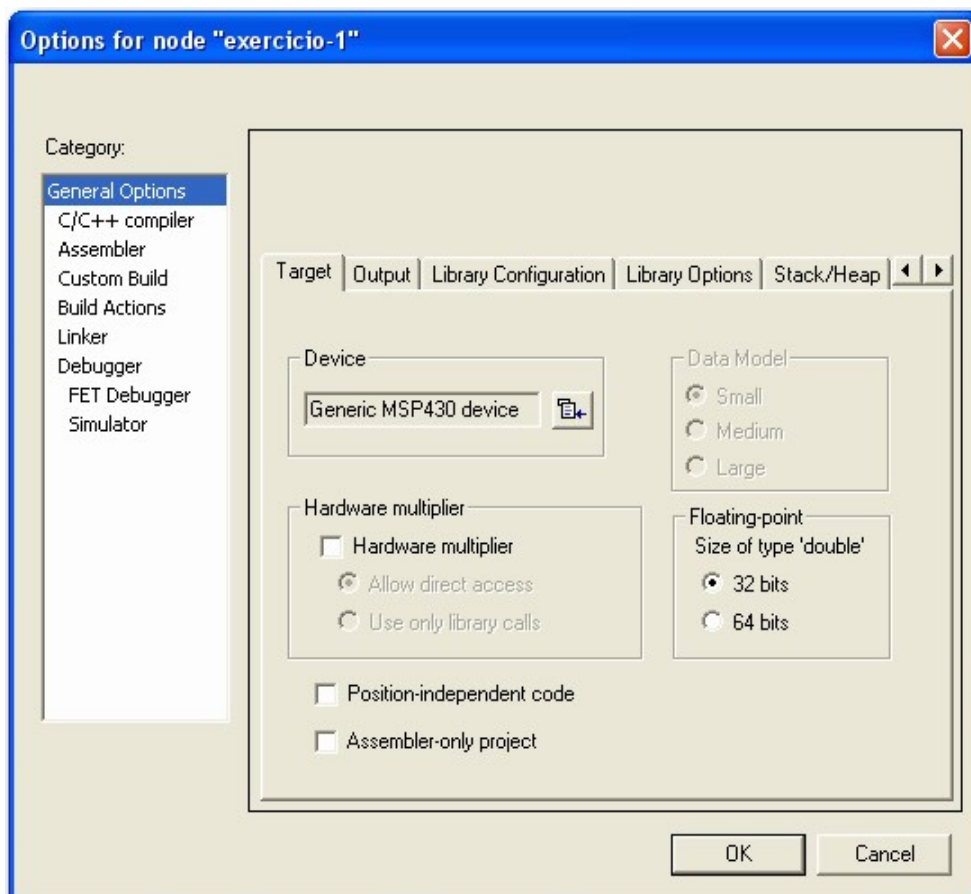 Options for node "exercicio-1"
Category:
General Options
C/C++ compiler
Assembler
Custom Build
Build Actions
Linker
Debugger
FET Debugger
Simulator
Target Output Library Configuration Library Options Stack/Heap
Device
Generic MSP430 device
Data Model
Small
Medium
Large
Hardware multiplier
Hardware multiplier
Allow direct access
Use only library calls
Floating-point
Size of type 'double'
32 bits
64 bits
Position-independent code
Assembler-only project
OK Cancel